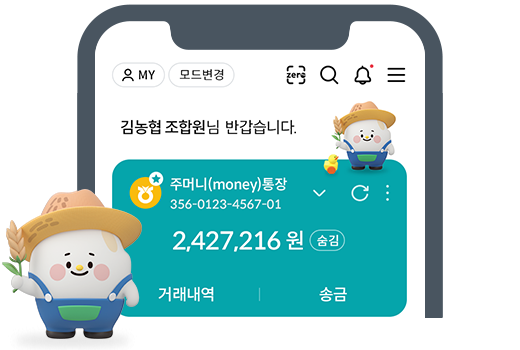 MY
모드변경
zero
김농협 조합원님 반갑습니다.
주머니(money)통장
356-0123-4567-01
2,427,216 원 숨김
거래내역
송금